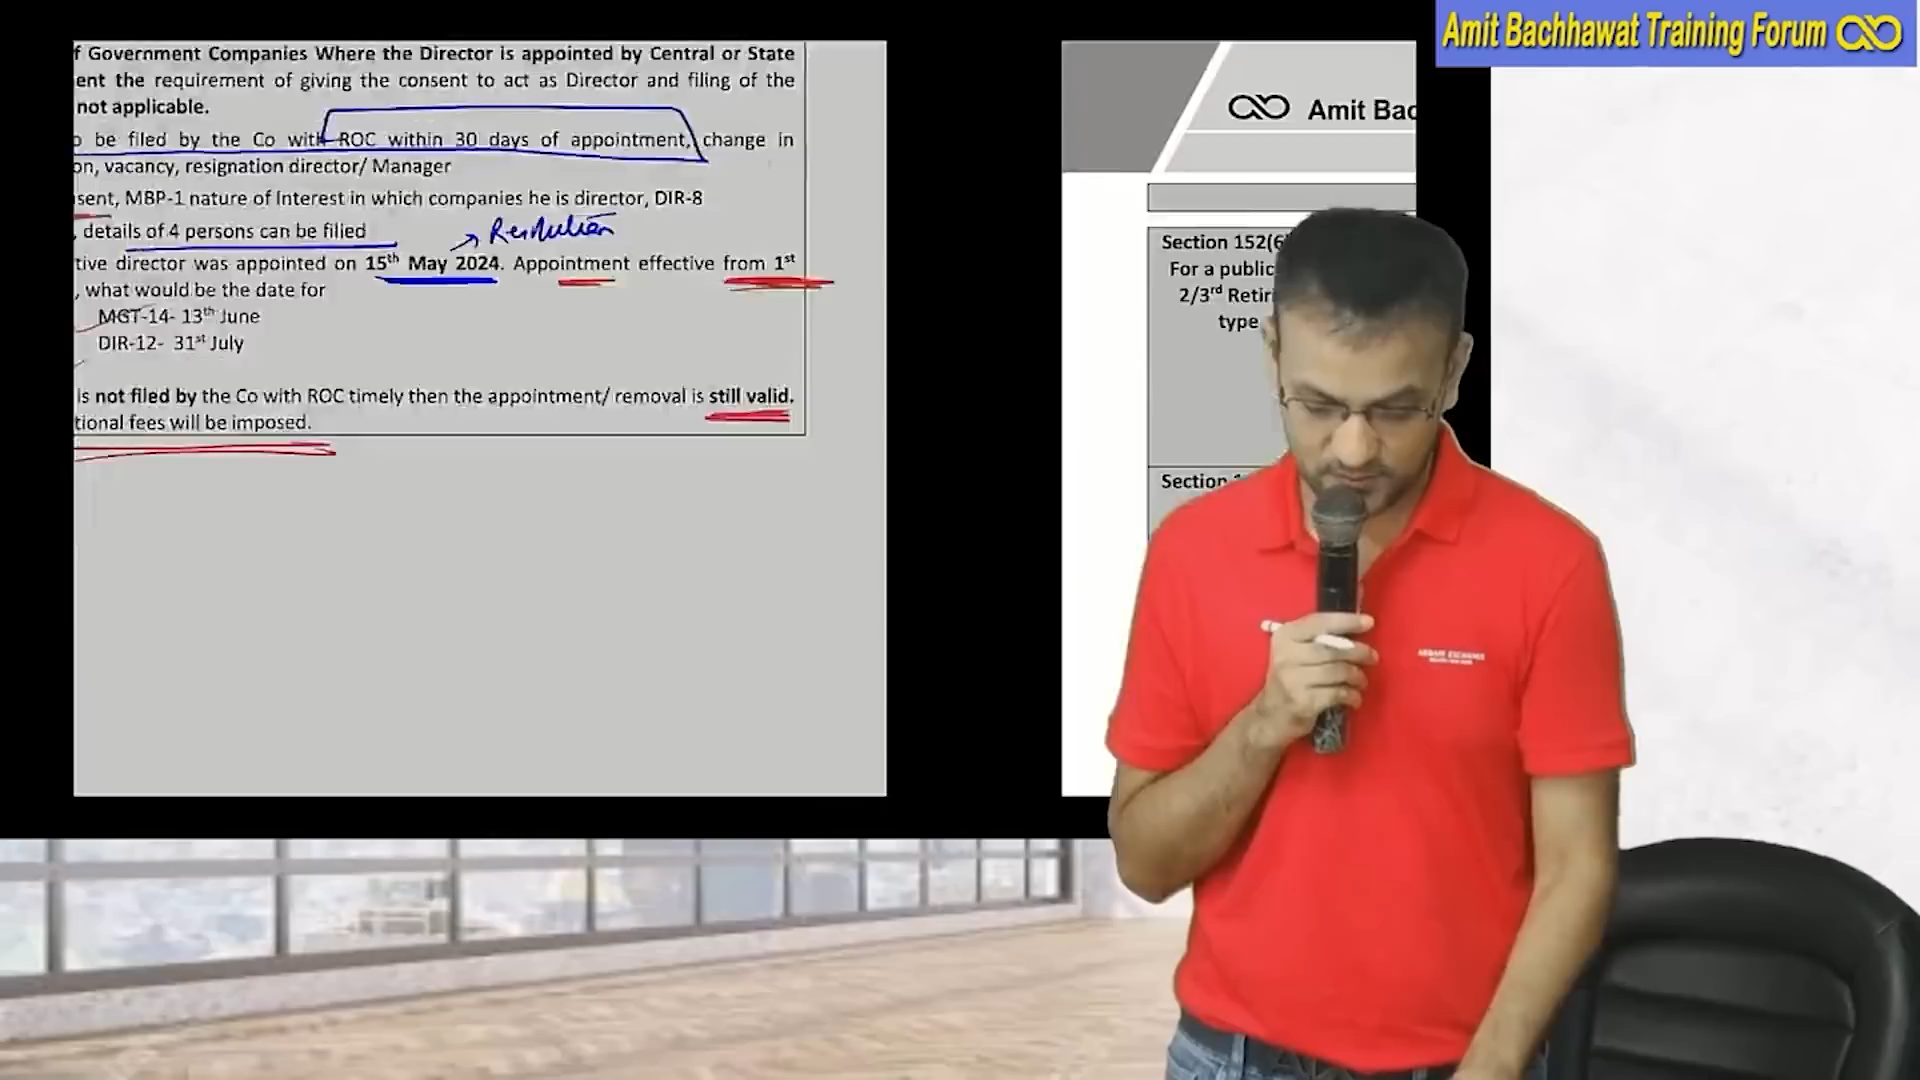 Amit Bachhawat Training Forum
f Government Companies Where the Director is appointed by Central or State
ent the requirement of giving the consent to act as Director and filing of the
not applicable.
o be filed by the Co with ROC within 30 days of appointment, change in
on, vacancy, resignation director/ Manager
sent, MBP-1 nature of Interest in which companies he is director, DIR-8
, details of 4 persons can be filled
Resolution
tive director was appointed on 15th May 2024. Appointment effective from 1st
, what would be the date for
MGT-14- 13th June
DIR-12- 31st July
is not filed by the Co with ROC timely then the appointment/ removal is still valid.
tional fees will be imposed.
Amit Bac
Section 152(6
For a public
2/3rd Retiri
type
Section